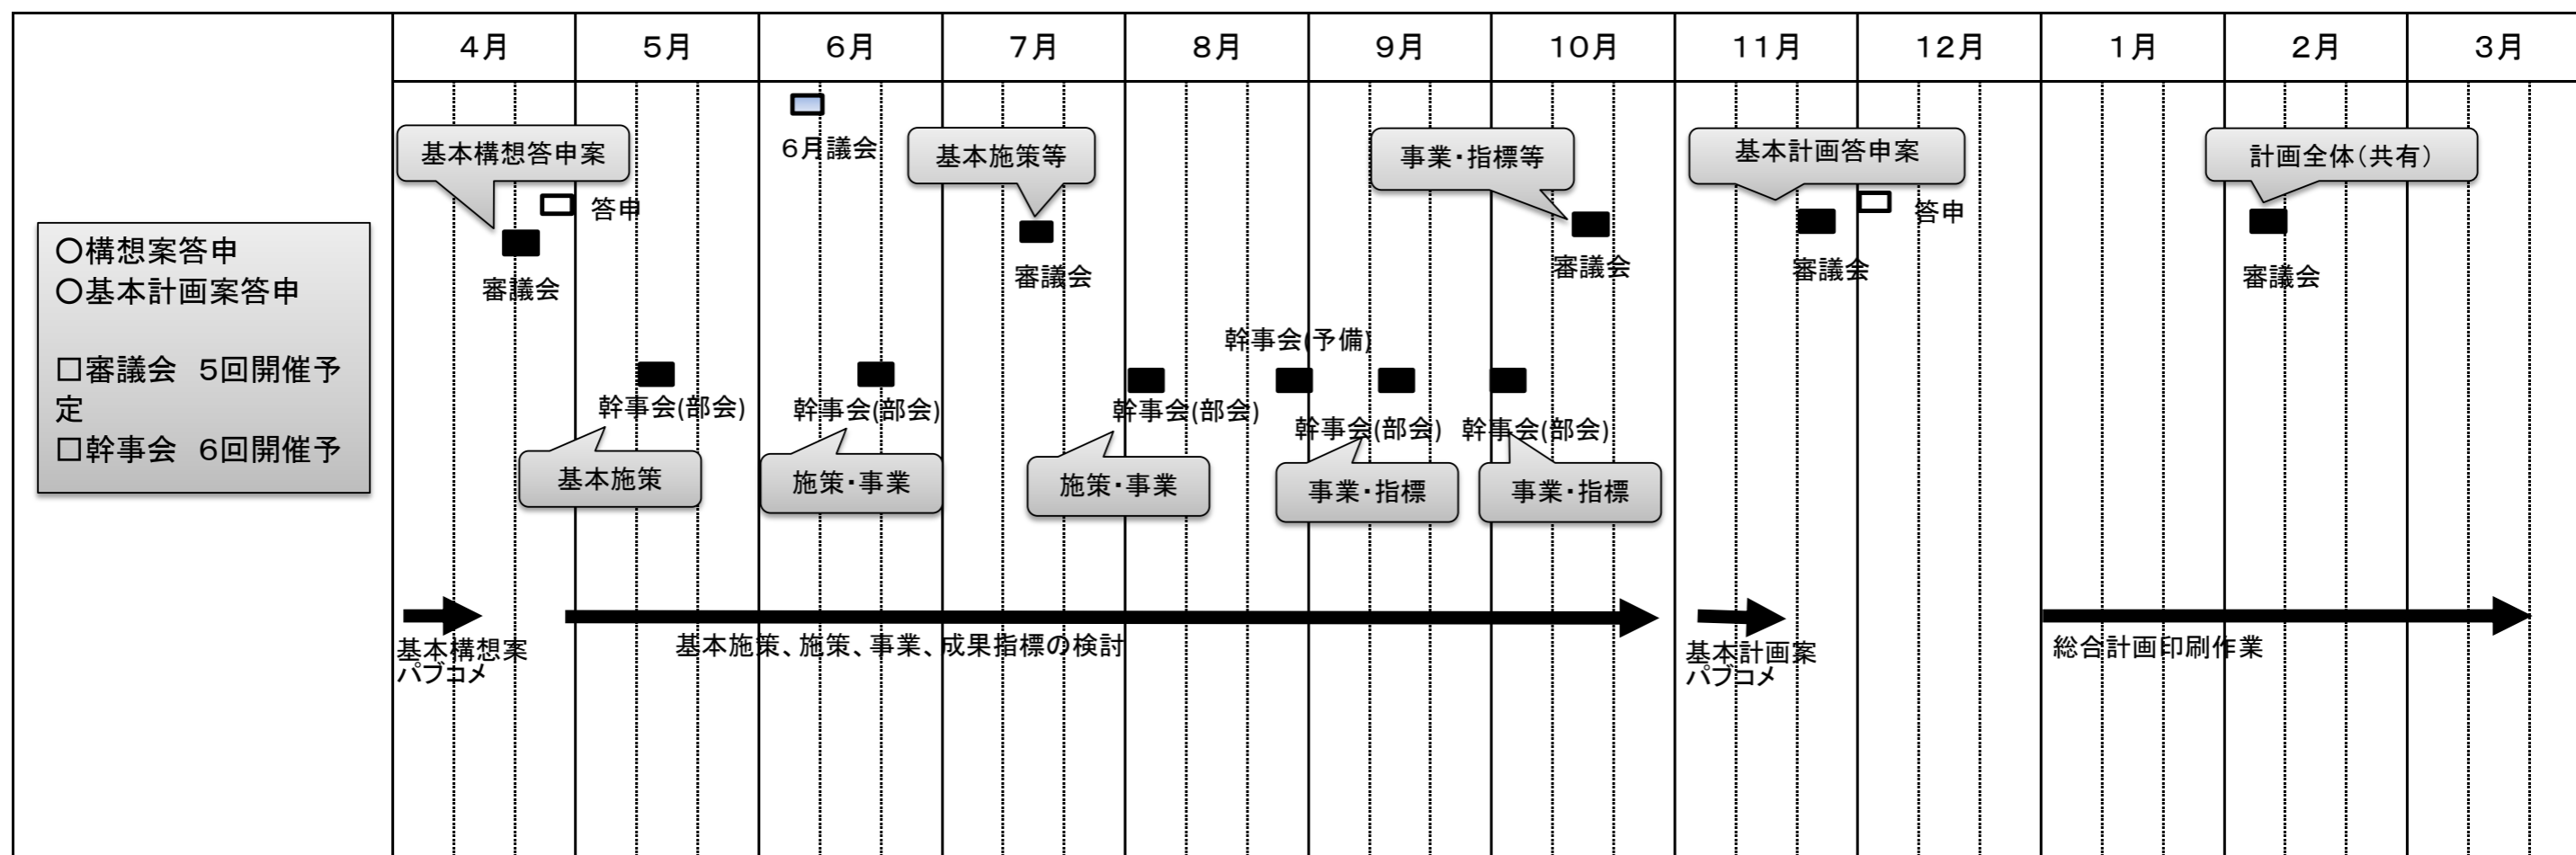 4月 5月 6月 7月 8月 9月 10月 11月 12月 1月 2月 3月
〇構想案答申
〇基本計画案答申
□審議会　5回開催予
定
□幹事会　6回開催予
6月議会
基本構想答申案
基本施策等
事業・指標等
基本計画答申案
計画全体（共有）
答申
答申
審議会
審議会
審議会
審議会
審議会
幹事会(予備)
幹事会(部会)
幹事会(部会)
幹事会(部会)
幹事会(部会)
幹事会(部会)
基本施策
施策・事業
施策・事業
事業・指標
事業・指標
基本構想案
パブコメ
基本施策、施策、事業、成果指標の検討
基本計画案
パブコメ
総合計画印刷作業